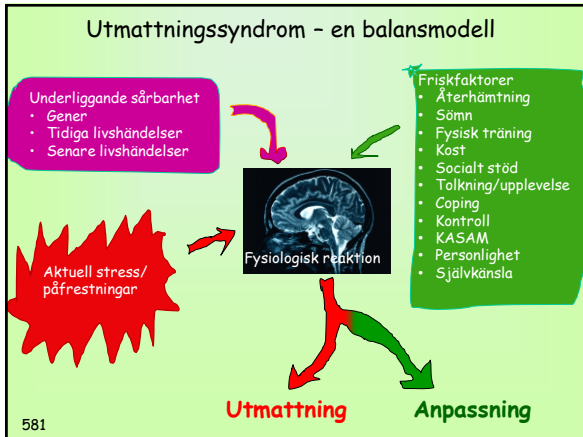 Utmattningssyndrom – en balansmodell
Underliggande sårbarhet
• Gener
• Tidiga livshändelser
• Senare livshändelser
Friskfaktorer
• Återhämtning
• Sömn
• Fysisk träning
• Kost
• Socialt stöd
• Tolkning/upplevelse
• Coping
• Kontroll
• KASAM
• Personlighet
• Självkänsla
Aktuell stress/
påfrestningar
Fysiologisk reaktion
Utmattning
Anpassning
581